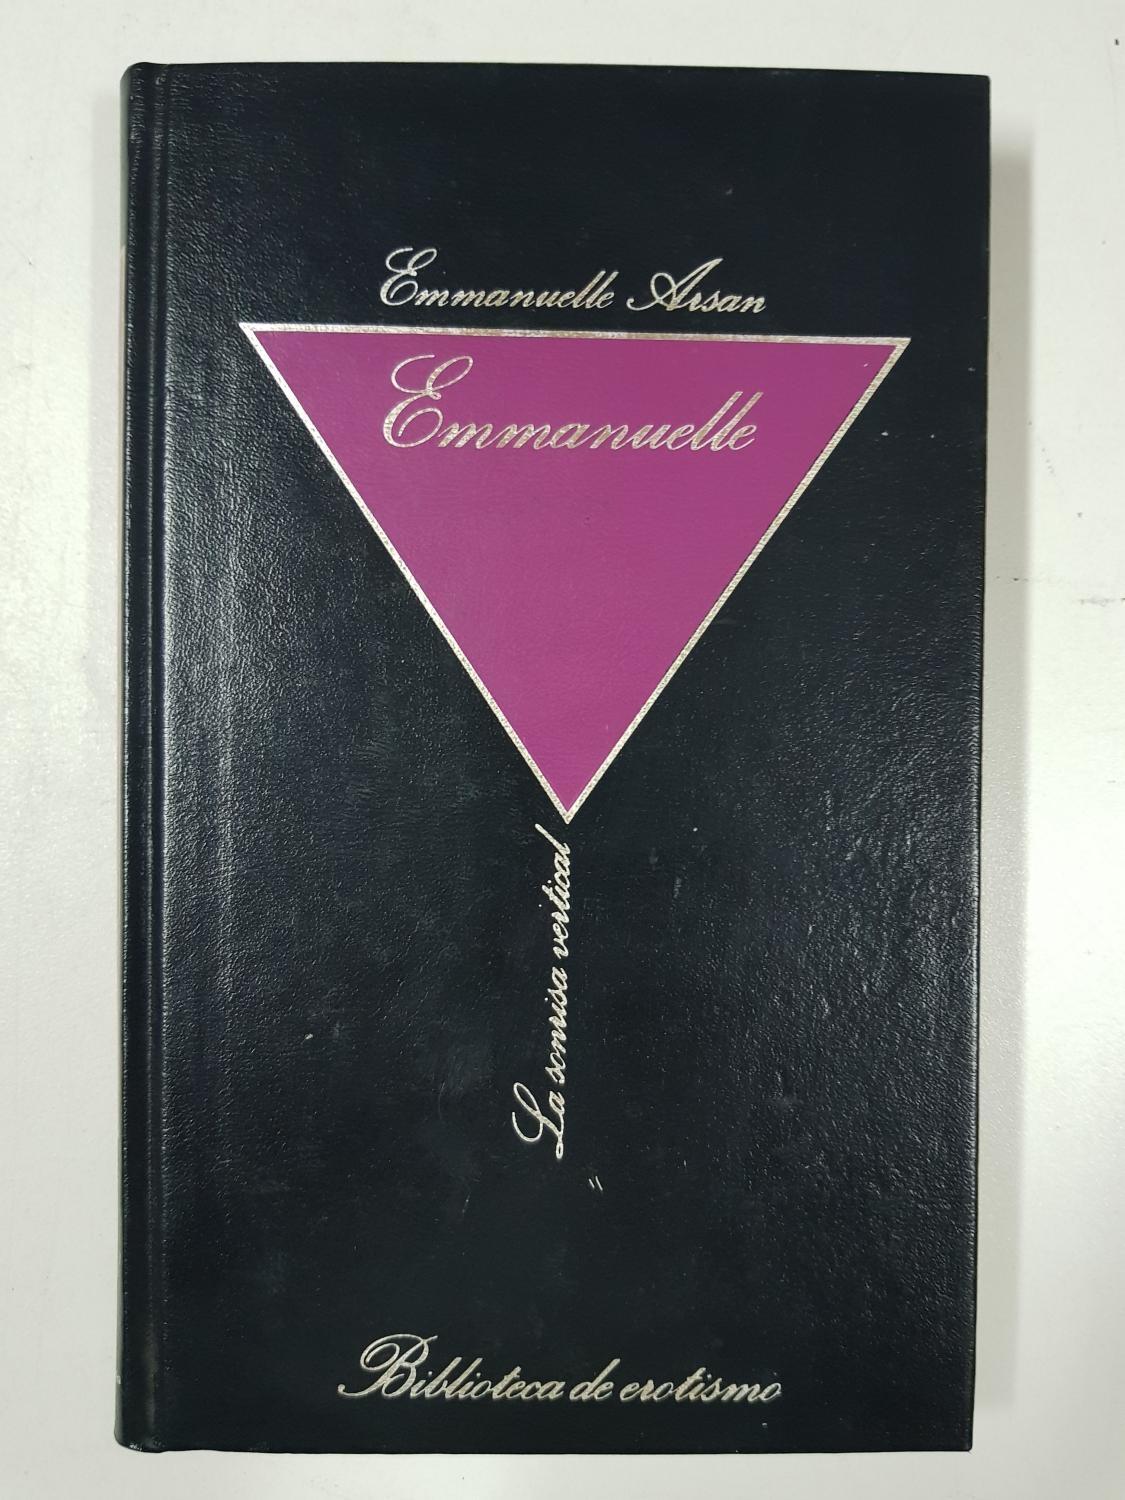 Emmanuelle Arsan
Emmanuelle
La sonrisa vertical
Biblioteca de erotismo